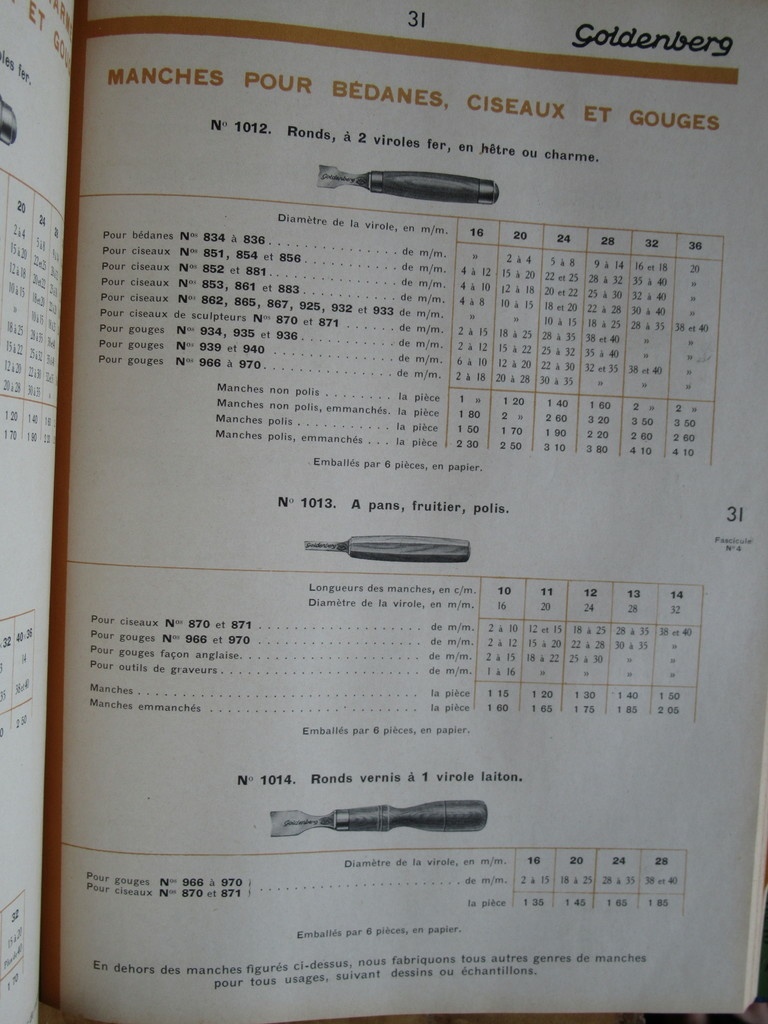 31
Goldenberg
MANCHES POUR BÉDANES, CISEAUX ET GOUGES
Nº 1012. Ronds, à 2 viroles fer, en hêtre ou charme.
Goldenberg
Diamètre de la virole, en m/m. 16 20 24 28 32 36
Pour bédanes Nos 834 à 836. . . . . . . . . . . . . . de m/m. » 2 à 4 5 à 8 9 à 14 16 et 18 20
Pour ciseaux Nos 851, 854 et 856 . . . . . . . . . . . . de m/m. 4 à 12 15 à 20 22 et 25 28 à 32 35 à 40 »
Pour ciseaux Nos 852 et 881 . . . . . . . . . . . . . . de m/m. 4 à 10 12 à 18 20 et 22 25 à 30 32 à 40 »
Pour ciseaux Nos 853, 861 et 883 . . . . . . . . . . . . de m/m. 4 à 8 10 à 15 18 et 20 22 à 28 30 à 40 »
Pour ciseaux Nos 862, 865, 867, 925, 932 et 933 de m/m. » » 10 à 15 18 à 25 28 à 35 38 et 40
Pour ciseaux de sculpteurs Nos 870 et 871 . . . . . . de m/m. 2 à 15 18 à 25 28 à 35 38 et 40 » »
Pour gouges Nos 934, 935 et 936 . . . . . . . . . . . . de m/m. 2 à 12 15 à 22 25 à 32 35 à 40 » »
Pour gouges Nos 939 et 940 . . . . . . . . . . . . . . de m/m. 6 à 10 12 à 20 22 à 30 32 et 35 38 et 40 »
Pour gouges Nos 966 à 970 . . . . . . . . . . . . . . de m/m. 2 à 18 20 à 28 30 à 35 » » »
Manches non polis . . . . . . . . la pièce 1 » 1 20 1 40 1 60 2 » 2 »
Manches non polis, emmanchés. la pièce 1 80 2 » 2 60 3 20 3 50 3 50
Manches polis . . . . . . . . . . la pièce 1 50 1 70 1 90 2 20 2 60 2 60
Manches polis, emmanchés . . . la pièce 2 30 2 50 3 10 3 80 4 10 4 10
Emballés par 6 pièces, en papier.
Nº 1013. A pans, fruitier, polis.
31
Fascicule
Nº 4
Goldenberg
Longueurs des manches, en c/m. 10 11 12 13 14
Diamètre de la virole, en m/m. 16 20 24 28 32
Pour ciseaux Nos 870 et 871 . . . . . . . . . . . . . . de m/m. 2 à 10 12 et 15 18 à 25 28 à 35 38 et 40
Pour gouges Nos 966 et 970 . . . . . . . . . . . . . . de m/m. 2 à 12 15 à 20 22 à 28 30 à 35 »
Pour gouges façon anglaise. . . . . . . . . . . . . . . de m/m. 2 à 15 18 à 22 25 à 30 » »
Pour outils de graveurs . . . . . . . . . . . . . . . . de m/m. 1 à 16 » » » »
Manches . . . . . . . . . . . . . . . . . . . . . . . . la pièce 1 15 1 20 1 30 1 40 1 50
Manches emmanchés . . . . . . . . . . . . . . . . . . la pièce 1 60 1 65 1 75 1 85 2 05
Emballés par 6 pièces, en papier.
Nº 1014. Ronds vernis à 1 virole laiton.
Goldenberg
Diamètre de la virole, en m/m. 16 20 24 28
Pour gouges Nos 966 à 970
Pour ciseaux Nos 870 et 871 . . . . . . . . . . . . . . de m/m. 2 à 15 18 à 25 28 à 35 38 et 40
la pièce 1 35 1 45 1 65 1 85
Emballés par 6 pièces, en papier.
En dehors des manches figurés ci-dessus, nous fabriquons tous autres genres de manches
pour tous usages, suivant dessins ou échantillons.